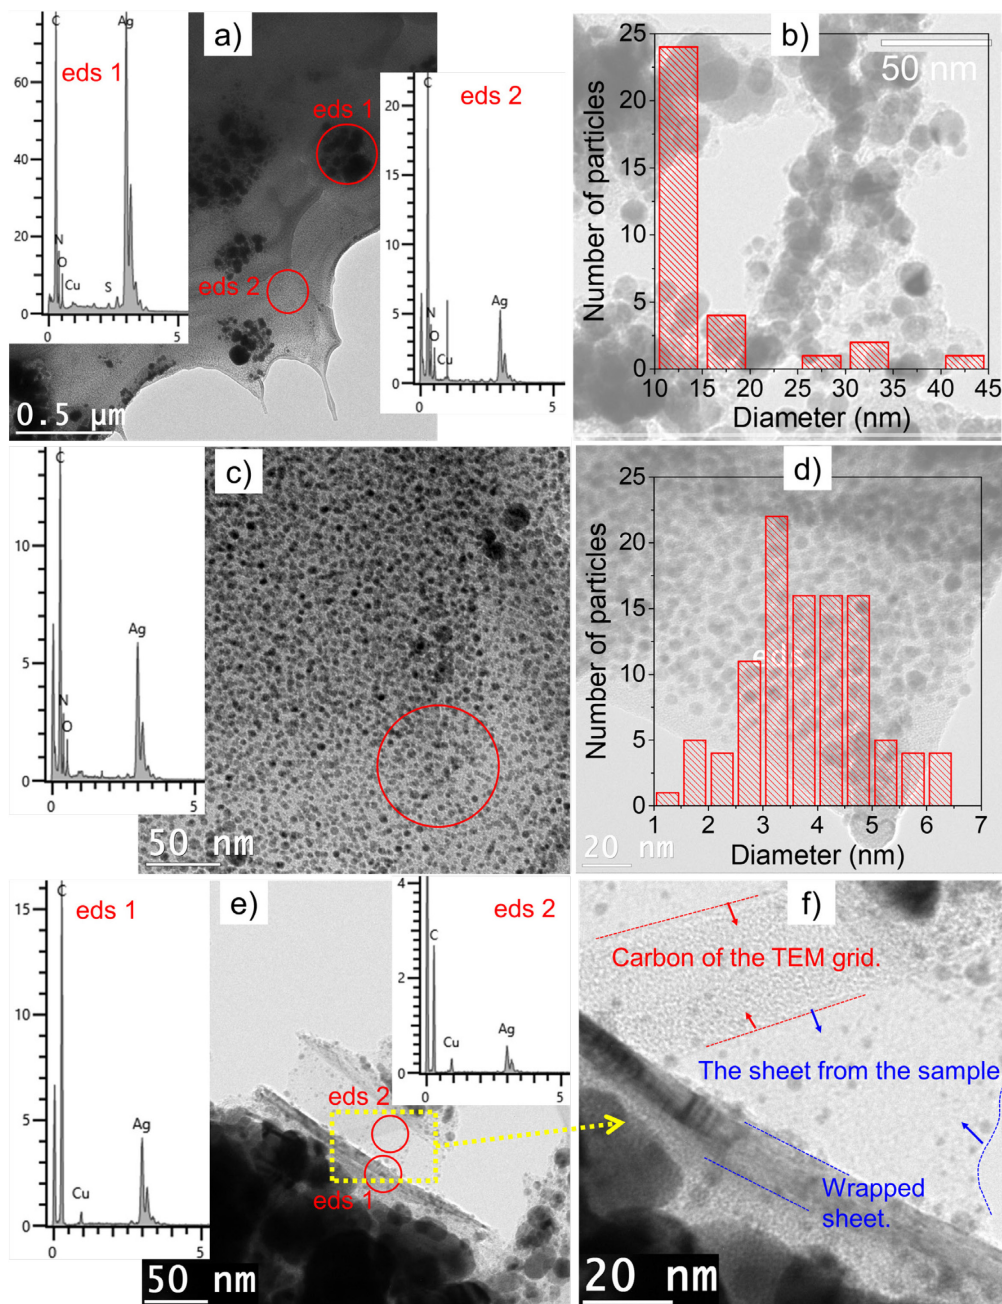 a)
eds 1
C
Ag
60
40
20
0
N
O
Cu
S
0
5
eds 1
eds 2
0.5 µm
eds 2
C
20
15
10
5
0
N
O
Cu
Ag
0
5
b)
50 nm
Number of particles
25
20
15
10
5
0
10 15 20 25 30 35 40 45
Diameter (nm)
c)
C
10
5
0
N
O
Ag
0
5
50 nm
d)
Number of particles
25
20
15
10
5
0
1 2 3 4 5 6 7
Diameter (nm)
20 nm
e)
eds 1
C
15
10
5
0
Cu
Ag
0
5
eds 2
4
2
0
C
Cu
Ag
0
5
eds 2
eds 1
50 nm
f)
Carbon of the TEM grid.
The sheet from the sample
Wrapped
sheet.
20 nm